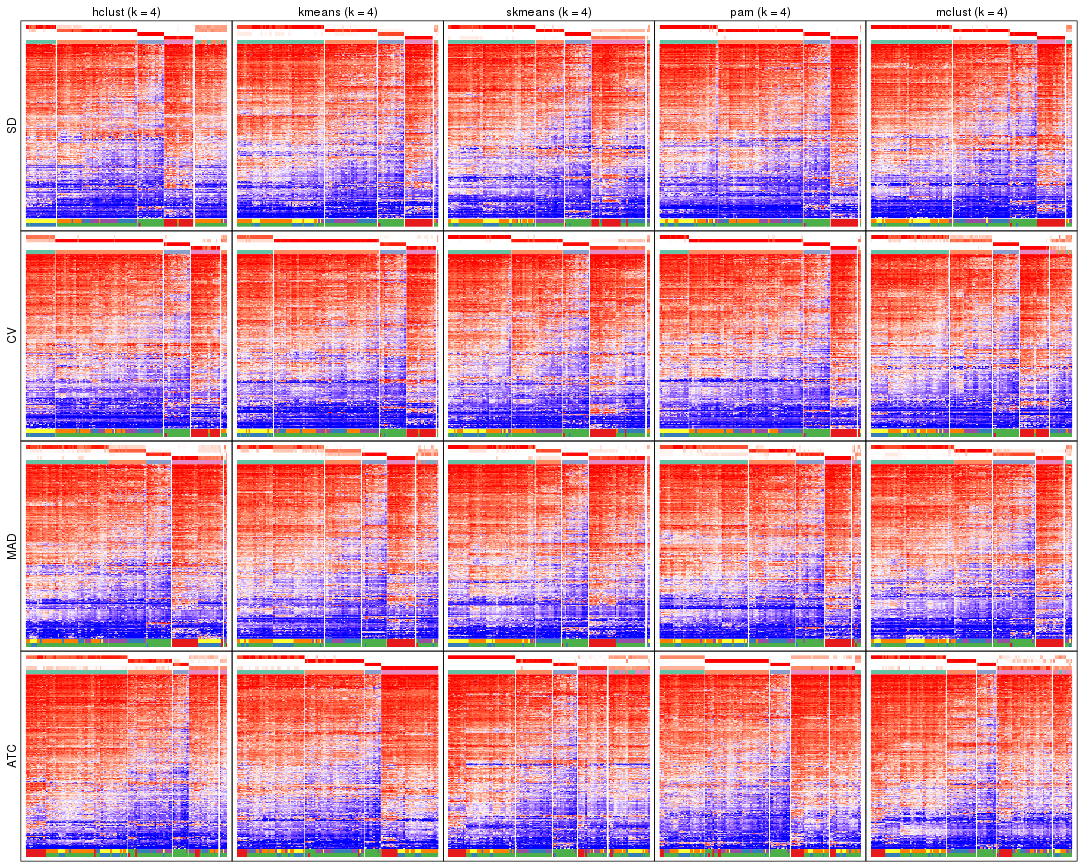 hclust (k = 4) kmeans (k = 4) skmeans (k = 4) pam (k = 4) mclust (k = 4)
SD
CV
MAD
ATC